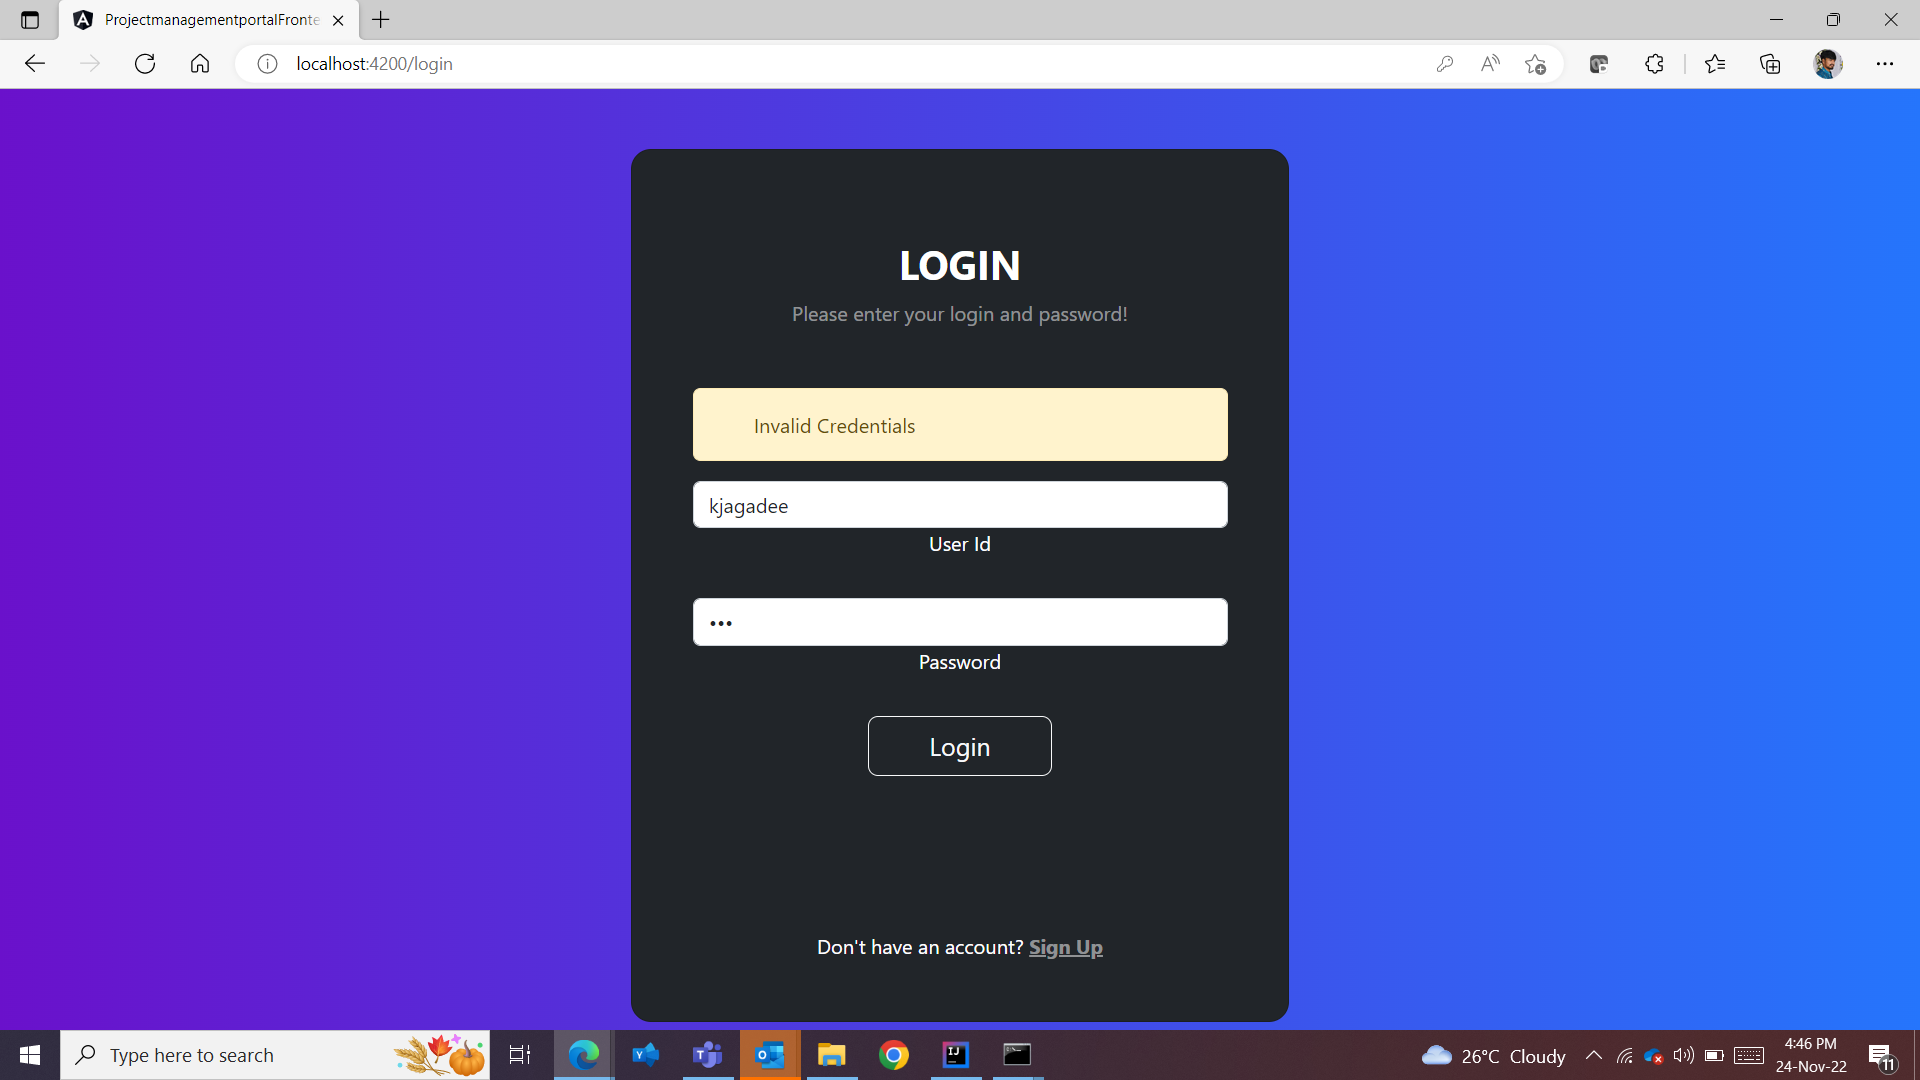 ProjectmanagementportalFronte
localhost:4200/login
LOGIN
Please enter your login and password!
Invalid Credentials
kjagadee
User Id
•••
Password
Login
Don't have an account? Sign Up
Type here to search
26°C Cloudy
4:46 PM
24-Nov-22
11